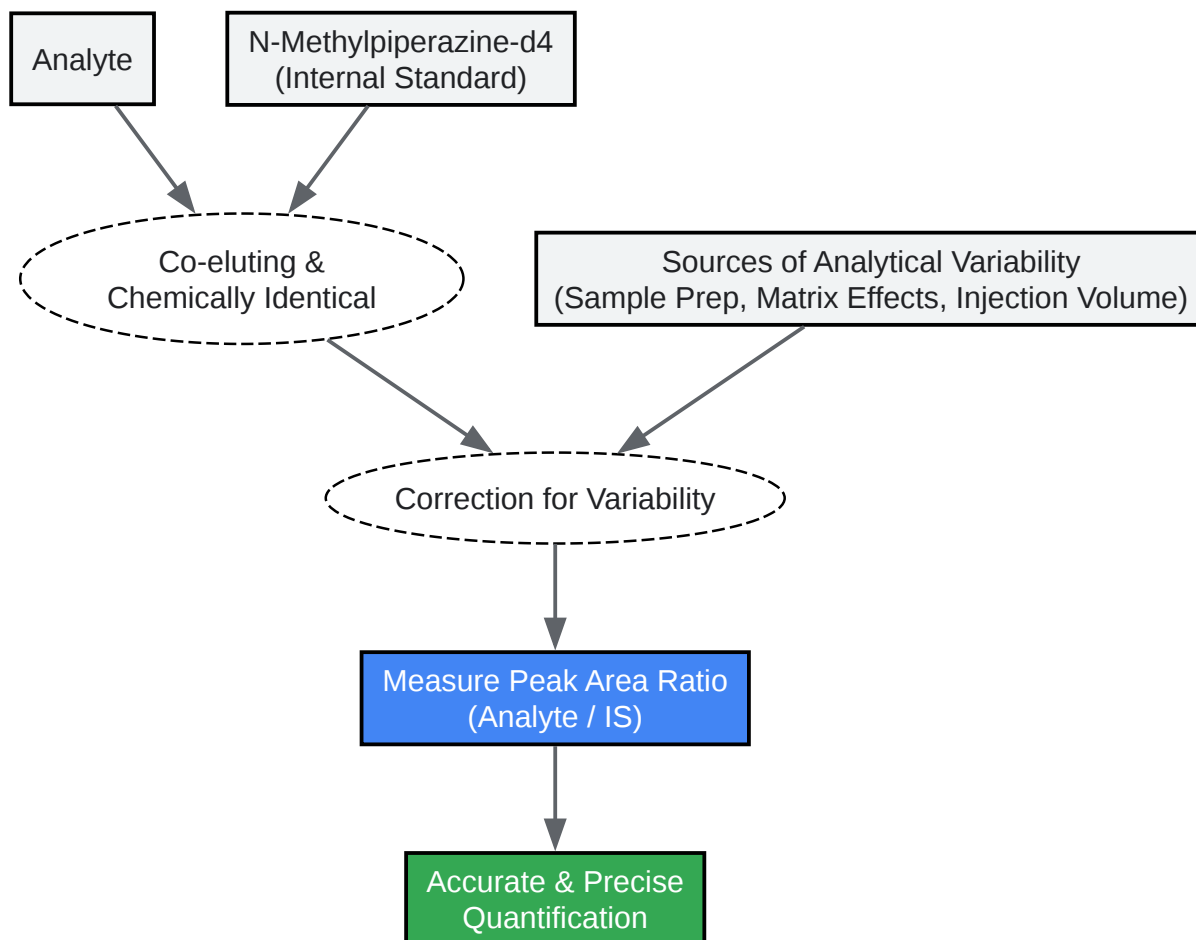 Analyte
N-Methylpiperazine-d4
(Internal Standard)
Co-eluting &
Chemically Identical
Sources of Analytical Variability
(Sample Prep, Matrix Effects, Injection Volume)
Correction for Variability
Measure Peak Area Ratio
(Analyte / IS)
Accurate & Precise
Quantification